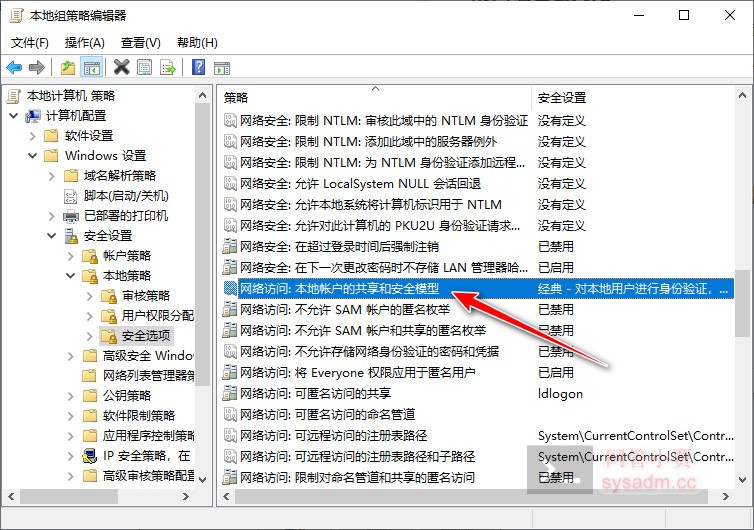 本地组策略编辑器
文件(F) 操作(A) 查看(V) 帮助(H)
本地计算机 策略
计算机配置
软件设置
Windows 设置
域名解析策略
脚本(启动/关机)
已部署的打印机
安全设置
帐户策略
本地策略
审核策略
用户权限分配
安全选项
高级安全 Windo
网络列表管理器策
公钥策略
软件限制策略
应用程序控制策略
IP 安全策略，在
高级审核策略配置
策略 安全设置
网络安全: 限制 NTLM: 审核此域中的 NTLM 身份验证 没有定义
网络安全: 限制 NTLM: 添加此域中的服务器例外 没有定义
网络安全: 限制 NTLM: 为 NTLM 身份验证添加远程... 没有定义
网络安全: 允许 LocalSystem NULL 会话回退 没有定义
网络安全: 允许本地系统将计算机标识用于 NTLM 没有定义
网络安全: 允许对此计算机的 PKU2U 身份验证请求... 没有定义
网络安全: 在超过登录时间后强制注销 已禁用
网络安全: 在下一次更改密码时不存储 LAN 管理器哈... 已启用
网络访问: 本地帐户的共享和安全模型 经典 - 对本地用户进行身份验证，...
网络访问: 不允许 SAM 帐户的匿名枚举 已禁用
网络访问: 不允许 SAM 帐户和共享的匿名枚举 已禁用
网络访问: 不允许存储网络身份验证的密码和凭据 已禁用
网络访问: 将 Everyone 权限应用于匿名用户 已启用
网络访问: 可匿名访问的共享 ldlogon
网络访问: 可匿名访问的命名管道
网络访问: 可远程访问的注册表路径 System\CurrentControlSet\Contr...
网络访问: 可远程访问的注册表路径和子路径 System\CurrentControlSet\Contr...
网络访问: 限制对命名管道和共享的匿名访问 已禁用
网管小贾
sysadm.cc